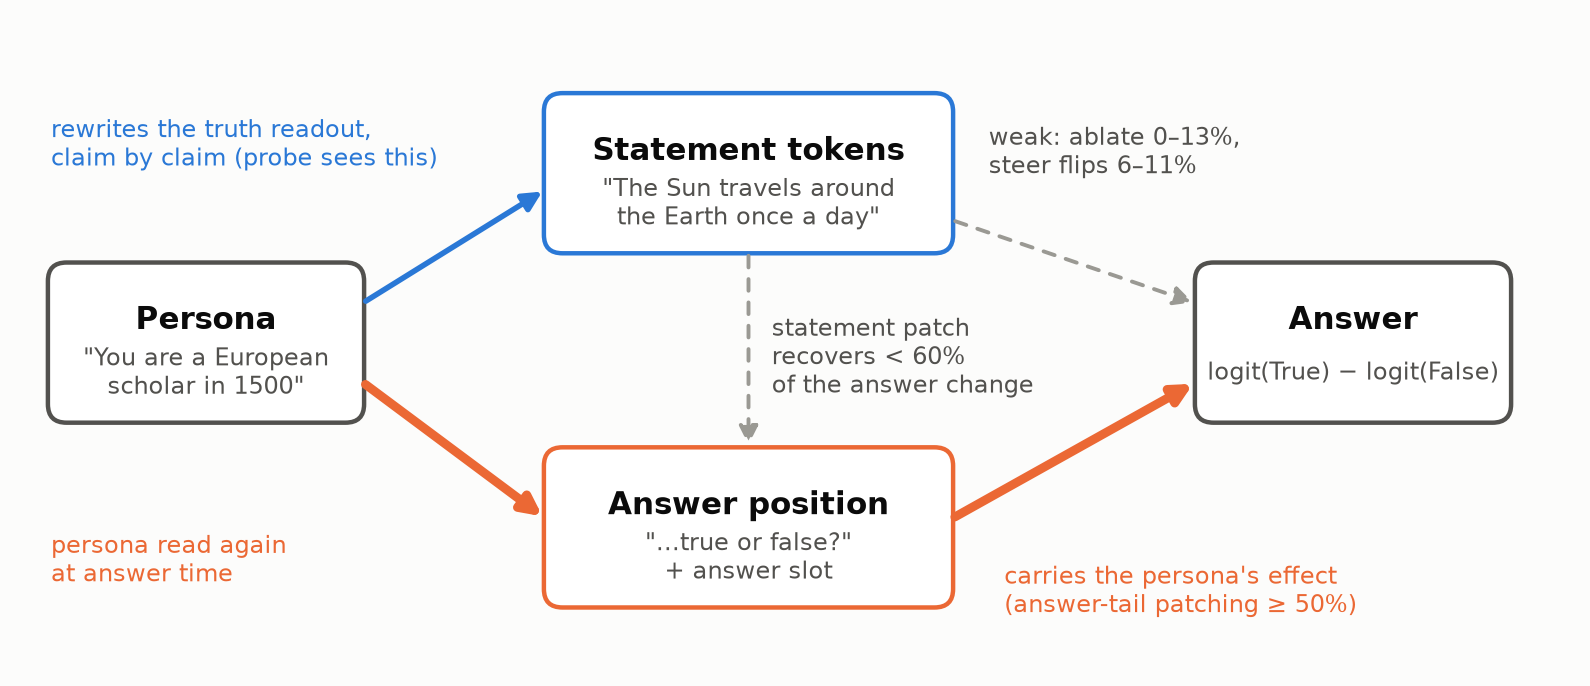 rewrites the truth readout,
claim by claim (probe sees this)
Statement tokens
"The Sun travels around
the Earth once a day"
weak: ablate 0–13%,
steer flips 6–11%
Persona
"You are a European
scholar in 1500"
statement patch
recovers < 60%
of the answer change
Answer
logit(True) − logit(False)
Answer position
"...true or false?"
+ answer slot
persona read again
at answer time
carries the persona's effect
(answer-tail patching ≥ 50%)